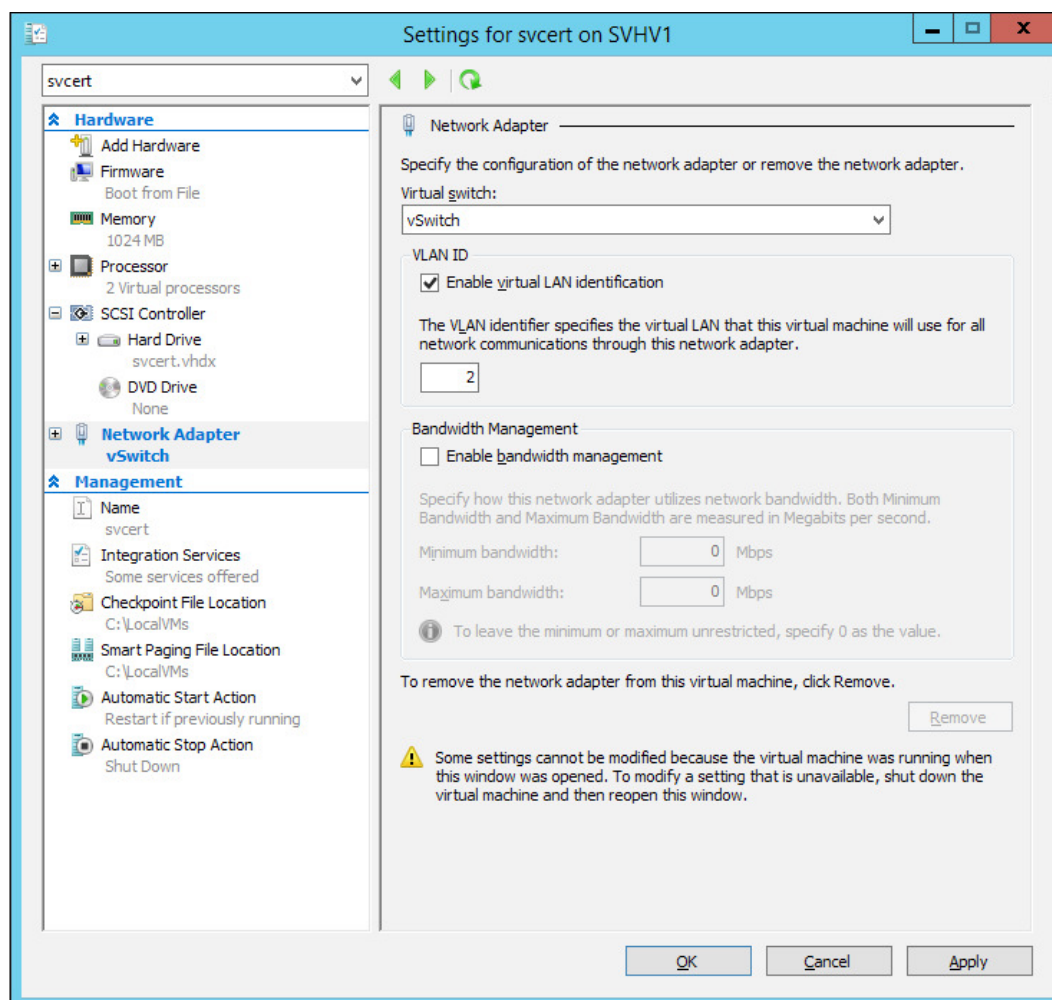 Settings for svcert on SVHV1
svcert
Hardware
Add Hardware
Firmware
Boot from File
Memory
1024 MB
Processor
2 Virtual processors
SCSI Controller
Hard Drive
svcert.vhdx
DVD Drive
None
Network Adapter
vSwitch
Management
Name
svcert
Integration Services
Some services offered
Checkpoint File Location
C:\LocalVMs
Smart Paging File Location
C:\LocalVMs
Automatic Start Action
Restart if previously running
Automatic Stop Action
Shut Down
Network Adapter
Specify the configuration of the network adapter or remove the network adapter.
Virtual switch:
vSwitch
VLAN ID
Enable virtual LAN identification
The VLAN identifier specifies the virtual LAN that this virtual machine will use for all
network communications through this network adapter.
2
Bandwidth Management
Enable bandwidth management
Specify how this network adapter utilizes network bandwidth. Both Minimum
Bandwidth and Maximum Bandwidth are measured in Megabits per second.
Minimum bandwidth: 0 Mbps
Maximum bandwidth: 0 Mbps
To leave the minimum or maximum unrestricted, specify 0 as the value.
To remove the network adapter from this virtual machine, click Remove.
Remove
Some settings cannot be modified because the virtual machine was running when
this window was opened. To modify a setting that is unavailable, shut down the
virtual machine and then reopen this window.
OK Cancel Apply